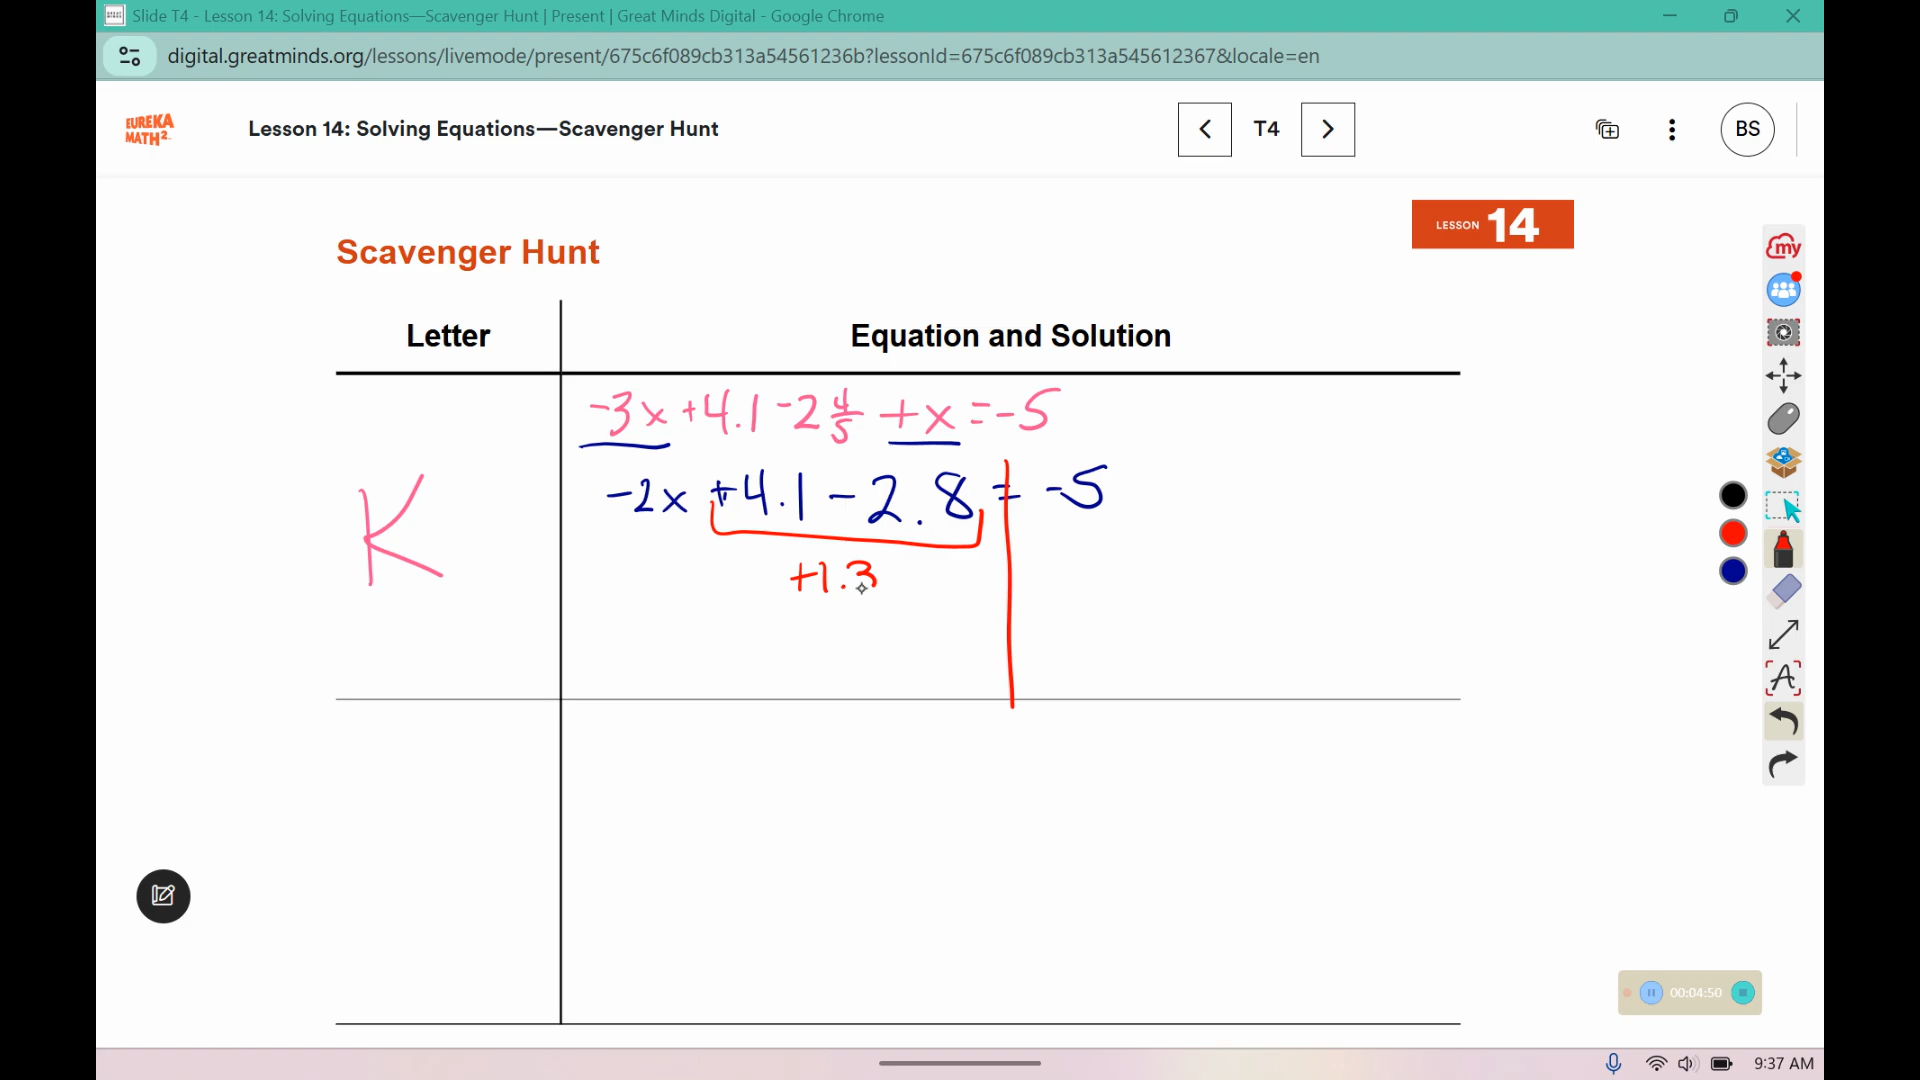 Slide T4 - Lesson 14: Solving Equations—Scavenger Hunt | Present | Great Minds Digital - Google Chrome
digital.greatminds.org/lessons/livemode/present/675c6f089cb313a54561236b?lessonId=675c6f089cb313a545612367&locale=en
EUREKA
MATH²
Lesson 14: Solving Equations—Scavenger Hunt
T4
BS
LESSON 14
Scavenger Hunt
Letter Equation and Solution
-3x +4.1 -2 4/5 +x = -5
K
-2x +4.1 - 2.8 = -5
+1.3
my
A
00:04:50
9:37 AM